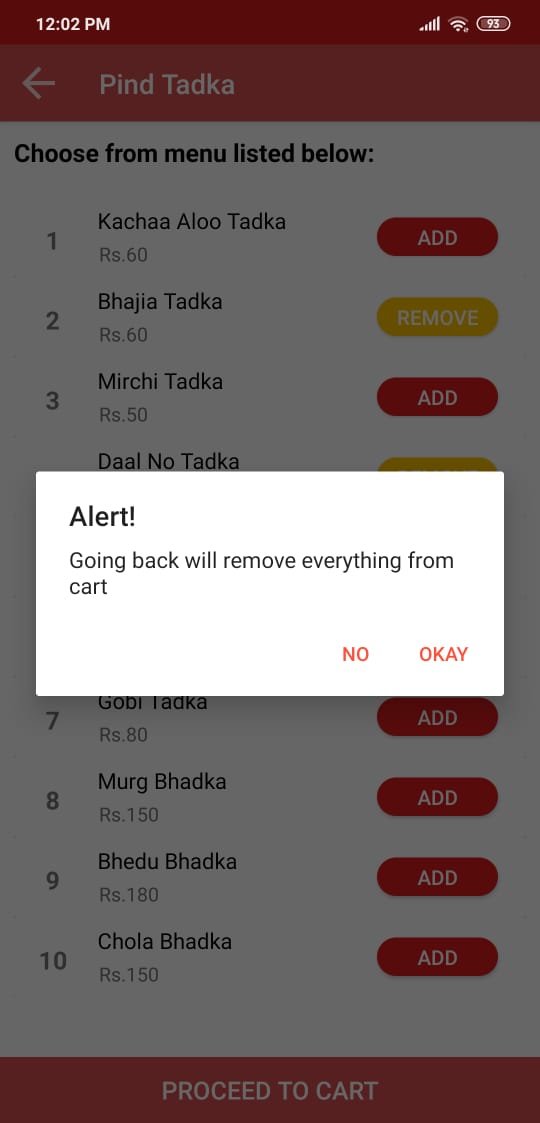 12:02 PM
93
Pind Tadka
Choose from menu listed below:
1
Kachaa Aloo Tadka
Rs.60
ADD
2
Bhajia Tadka
Rs.60
REMOVE
3
Mirchi Tadka
Rs.50
ADD
Daal No Tadka
Alert!
Going back will remove everything from
cart
NO
OKAY
7
Gobi Tadka
Rs.80
ADD
8
Murg Bhadka
Rs.150
ADD
9
Bhedu Bhadka
Rs.180
ADD
10
Chola Bhadka
Rs.150
ADD
PROCEED TO CART